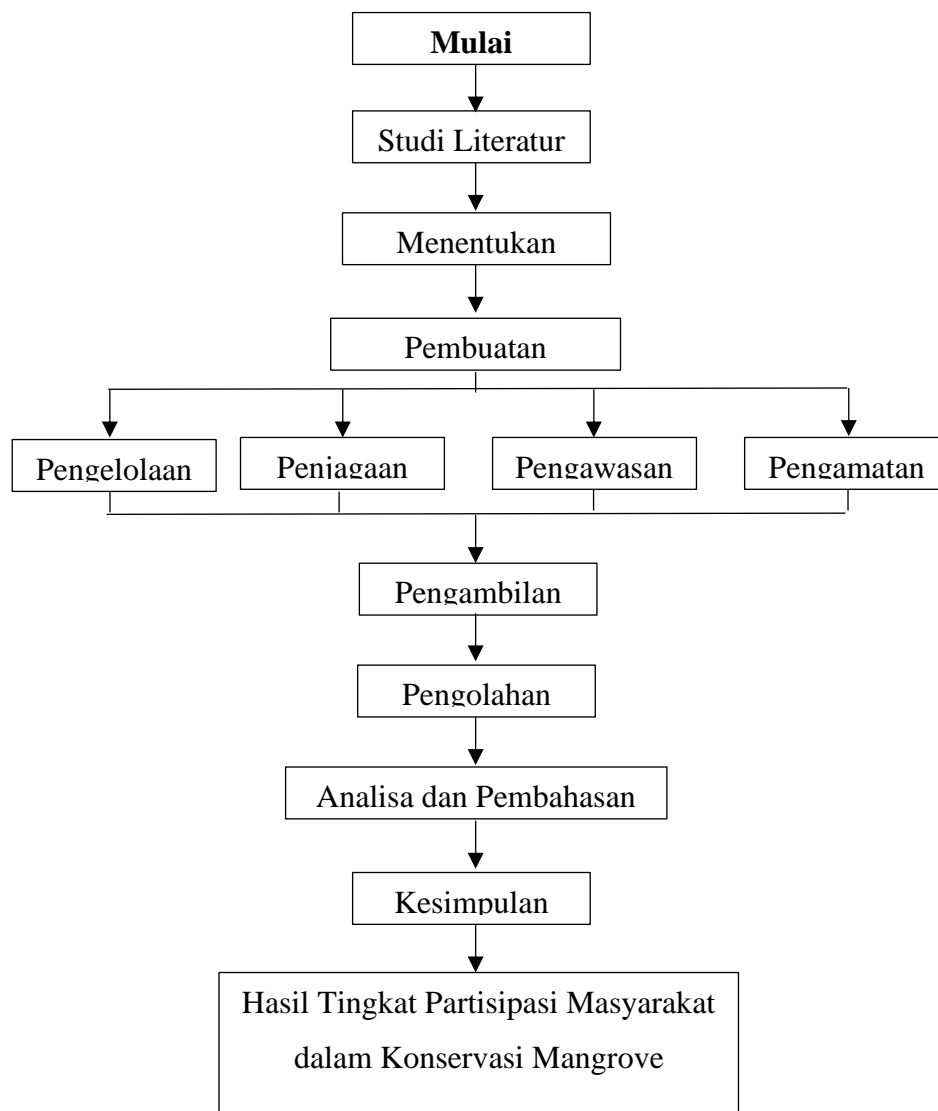 Mulai
Studi Literatur
Menentukan
Pembuatan
Pengelolaan
Penjagaan
Pengawasan
Pengamatan
Pengambilan
Pengolahan
Analisa dan Pembahasan
Kesimpulan
Hasil Tingkat Partisipasi Masyarakat
dalam Konservasi Mangrove